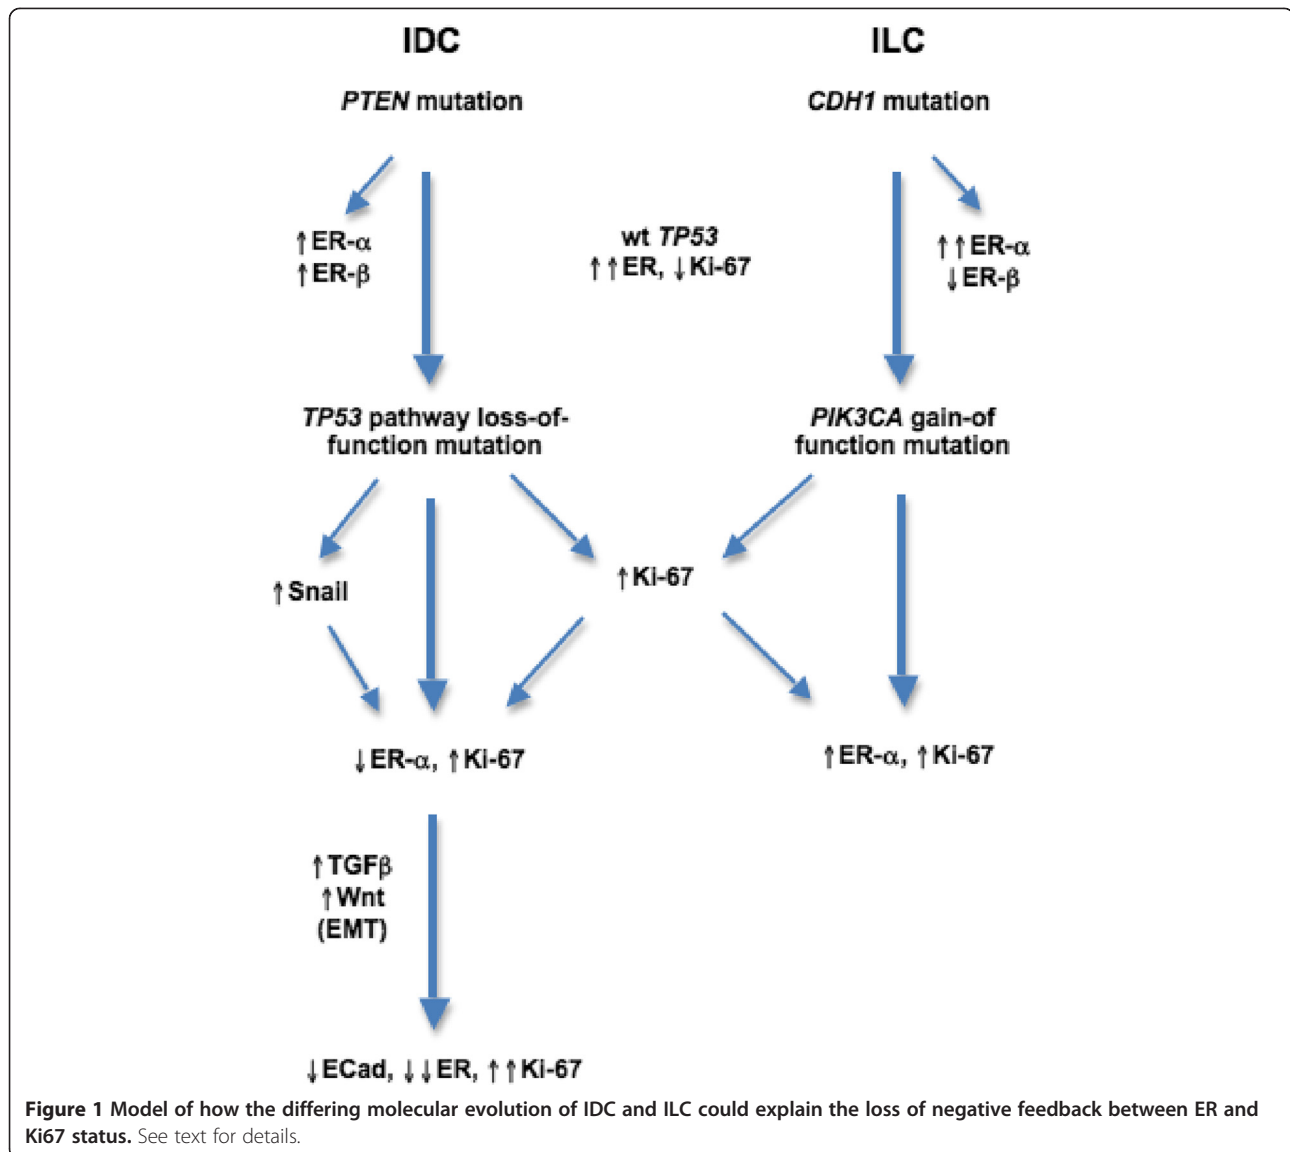 IDC
ILC
PTEN mutation
CDH1 mutation
↑ER-α
↑ER-β
wt TP53
↑↑ER, ↓Ki-67
↑↑ER-α
↓ER-β
TP53 pathway loss-of-
function mutation
PIK3CA gain-of
function mutation
↑Snail
↑Ki-67
↓ER-α, ↑Ki-67
↑ER-α, ↑Ki-67
↑TGFβ
↑Wnt
(EMT)
↓ECad, ↓↓ER, ↑↑Ki-67
Figure 1 Model of how the differing molecular evolution of IDC and ILC could explain the loss of negative feedback between ER and
Ki67 status. See text for details.